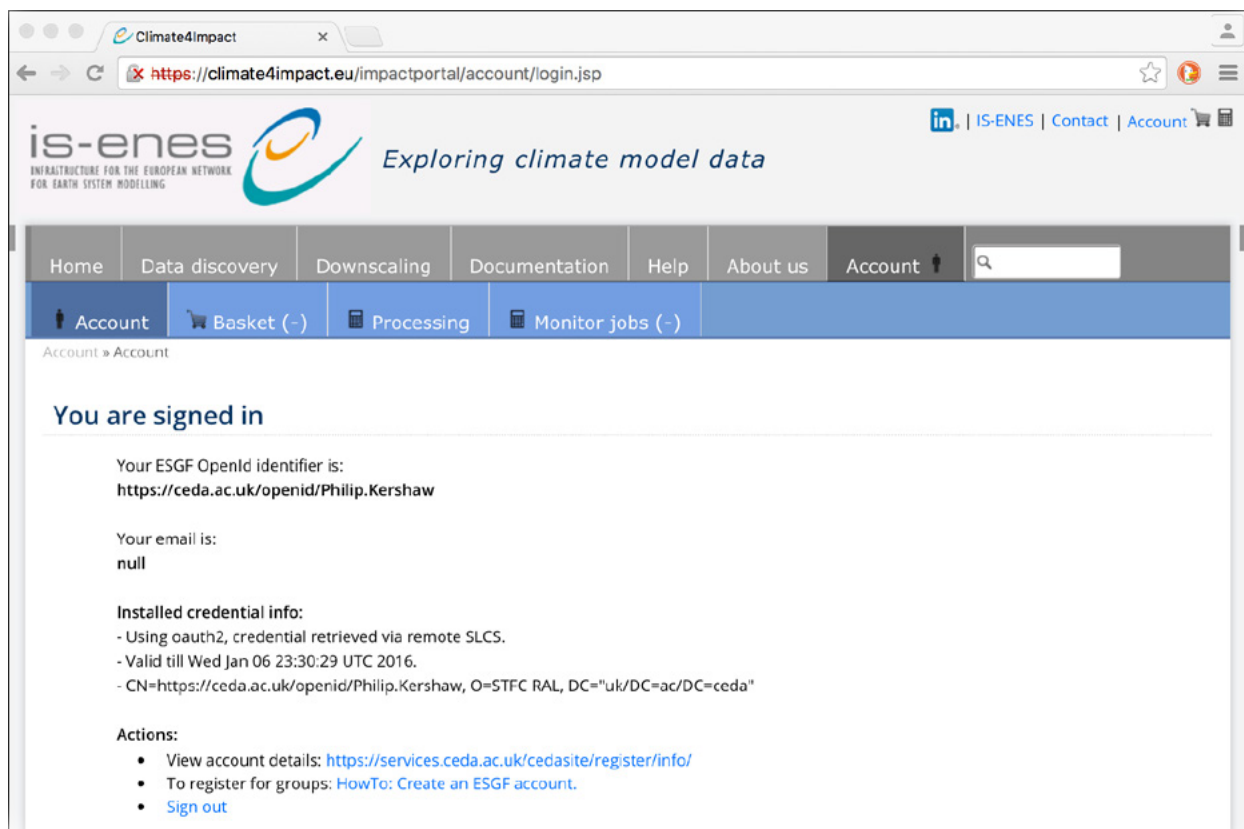 Climate4Impact
https://climate4impact.eu/impactportal/account/login.jsp
is-enes
INFRASTRUCTURE FOR THE EUROPEAN NETWORK
FOR EARTH SYSTEM MODELLING
Exploring climate model data
in. | IS-ENES | Contact | Account
Home Data discovery Downscaling Documentation Help About us Account
Account Basket (-) Processing Monitor jobs (-)
Account » Account
You are signed in
Your ESGF OpenId identifier is:
https://ceda.ac.uk/openid/Philip.Kershaw
Your email is:
null
Installed credential info:
- Using oauth2, credential retrieved via remote SLCS.
- Valid till Wed Jan 06 23:30:29 UTC 2016.
- CN=https://ceda.ac.uk/openid/Philip.Kershaw, O=STFC RAL, DC="uk/DC=ac/DC=ceda"
Actions:
• View account details: https://services.ceda.ac.uk/cedasite/register/info/
• To register for groups: HowTo: Create an ESGF account.
• Sign out